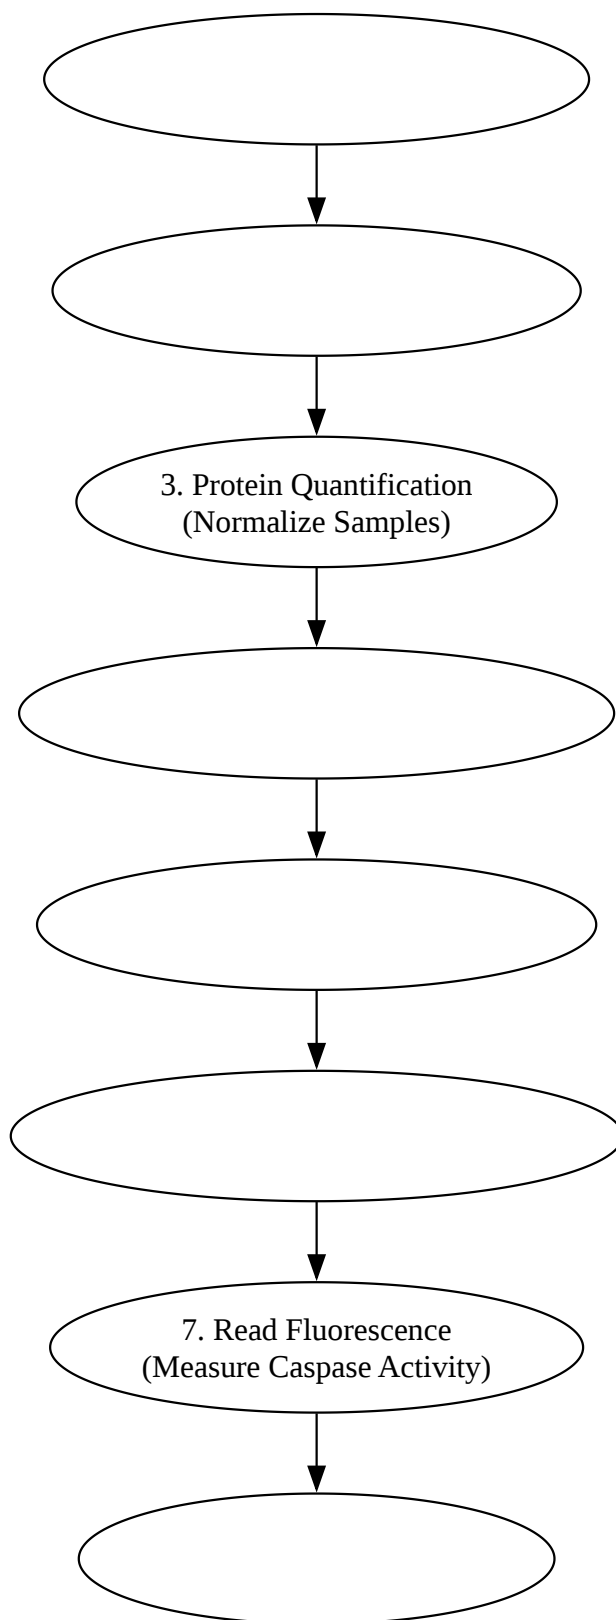 3. Protein Quantification
(Normalize Samples)
7. Read Fluorescence
(Measure Caspase Activity)